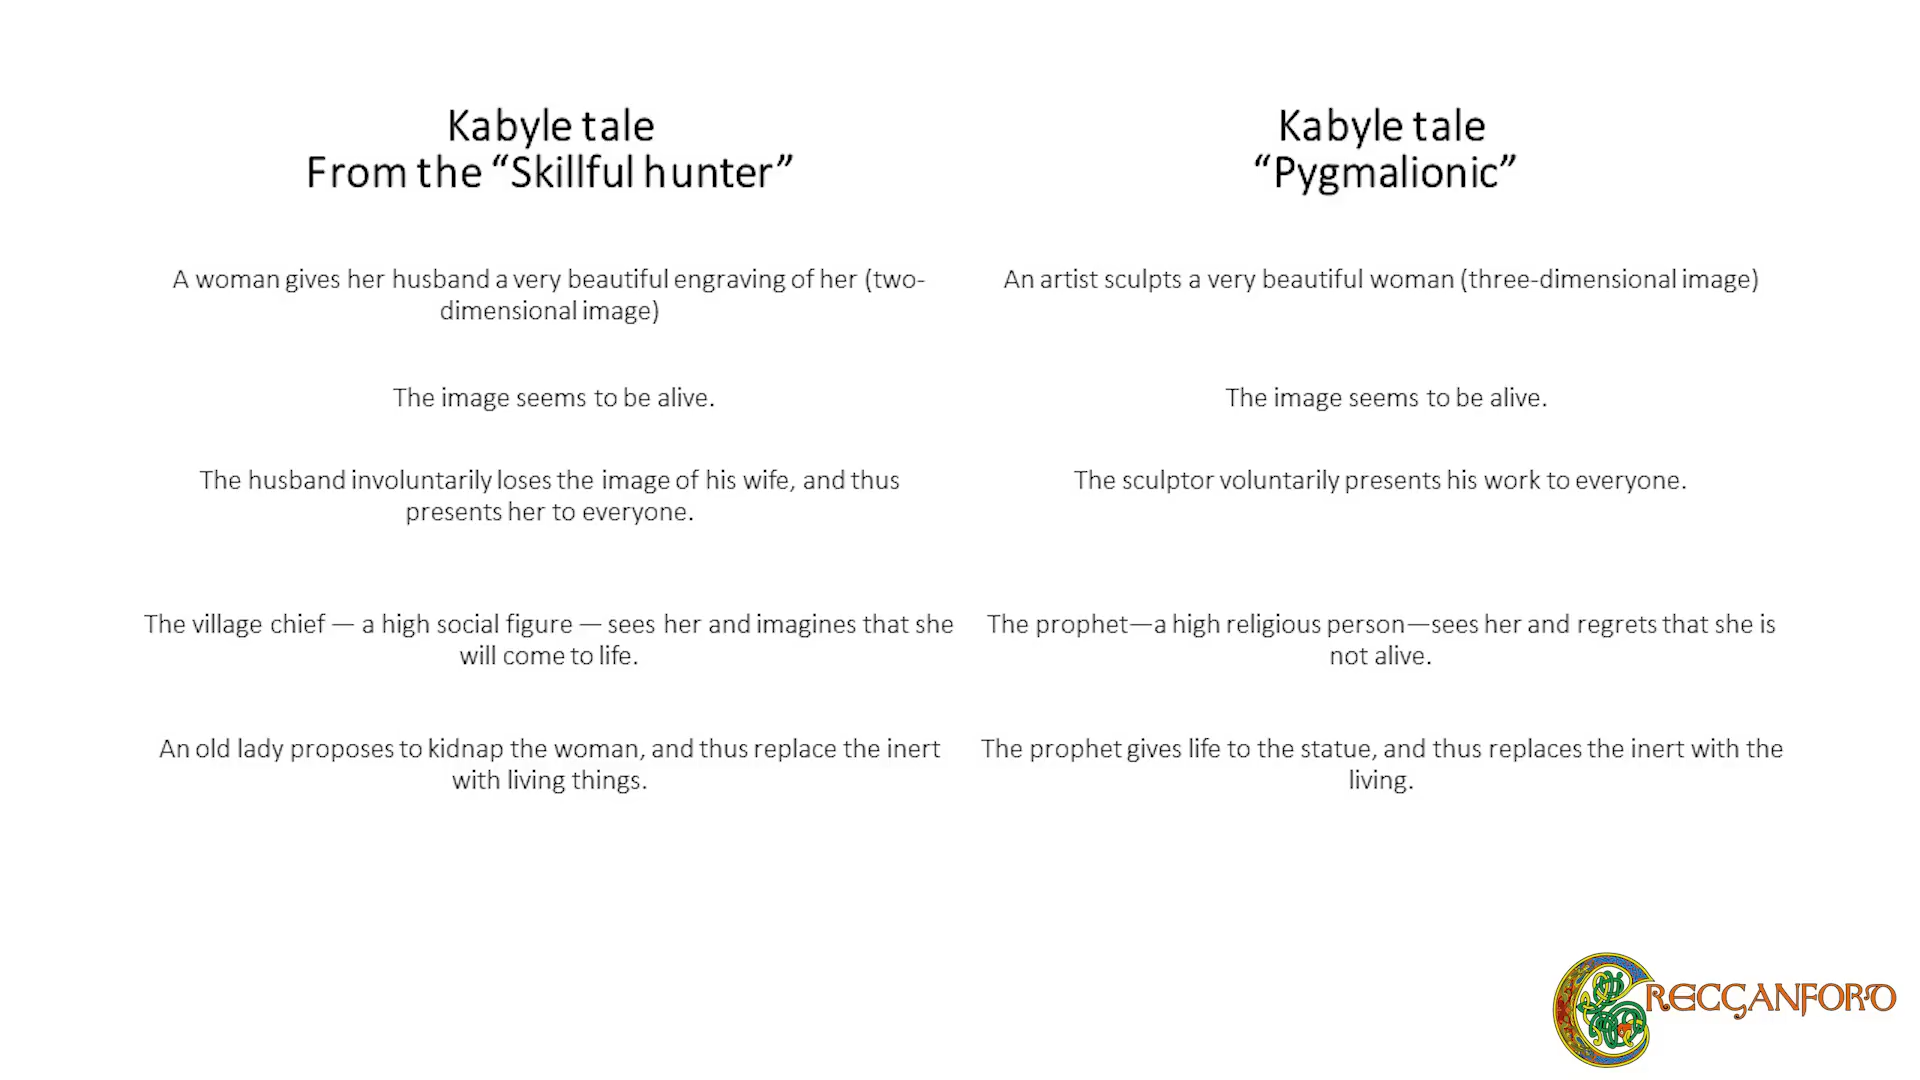 Kabyle tale
From the “Skillful hunter”
A woman gives her husband a very beautiful engraving of her (two-
dimensional image)
The image seems to be alive.
The husband involuntarily loses the image of his wife, and thus
presents her to everyone.
The village chief — a high social figure — sees her and imagines that she
will come to life.
An old lady proposes to kidnap the woman, and thus replace the inert
with living things.
Kabyle tale
“Pygmalionic”
An artist sculpts a very beautiful woman (three-dimensional image)
The image seems to be alive.
The sculptor voluntarily presents his work to everyone.
The prophet—a high religious person—sees her and regrets that she is
not alive.
The prophet gives life to the statue, and thus replaces the inert with the
living.
CRECGANFORD